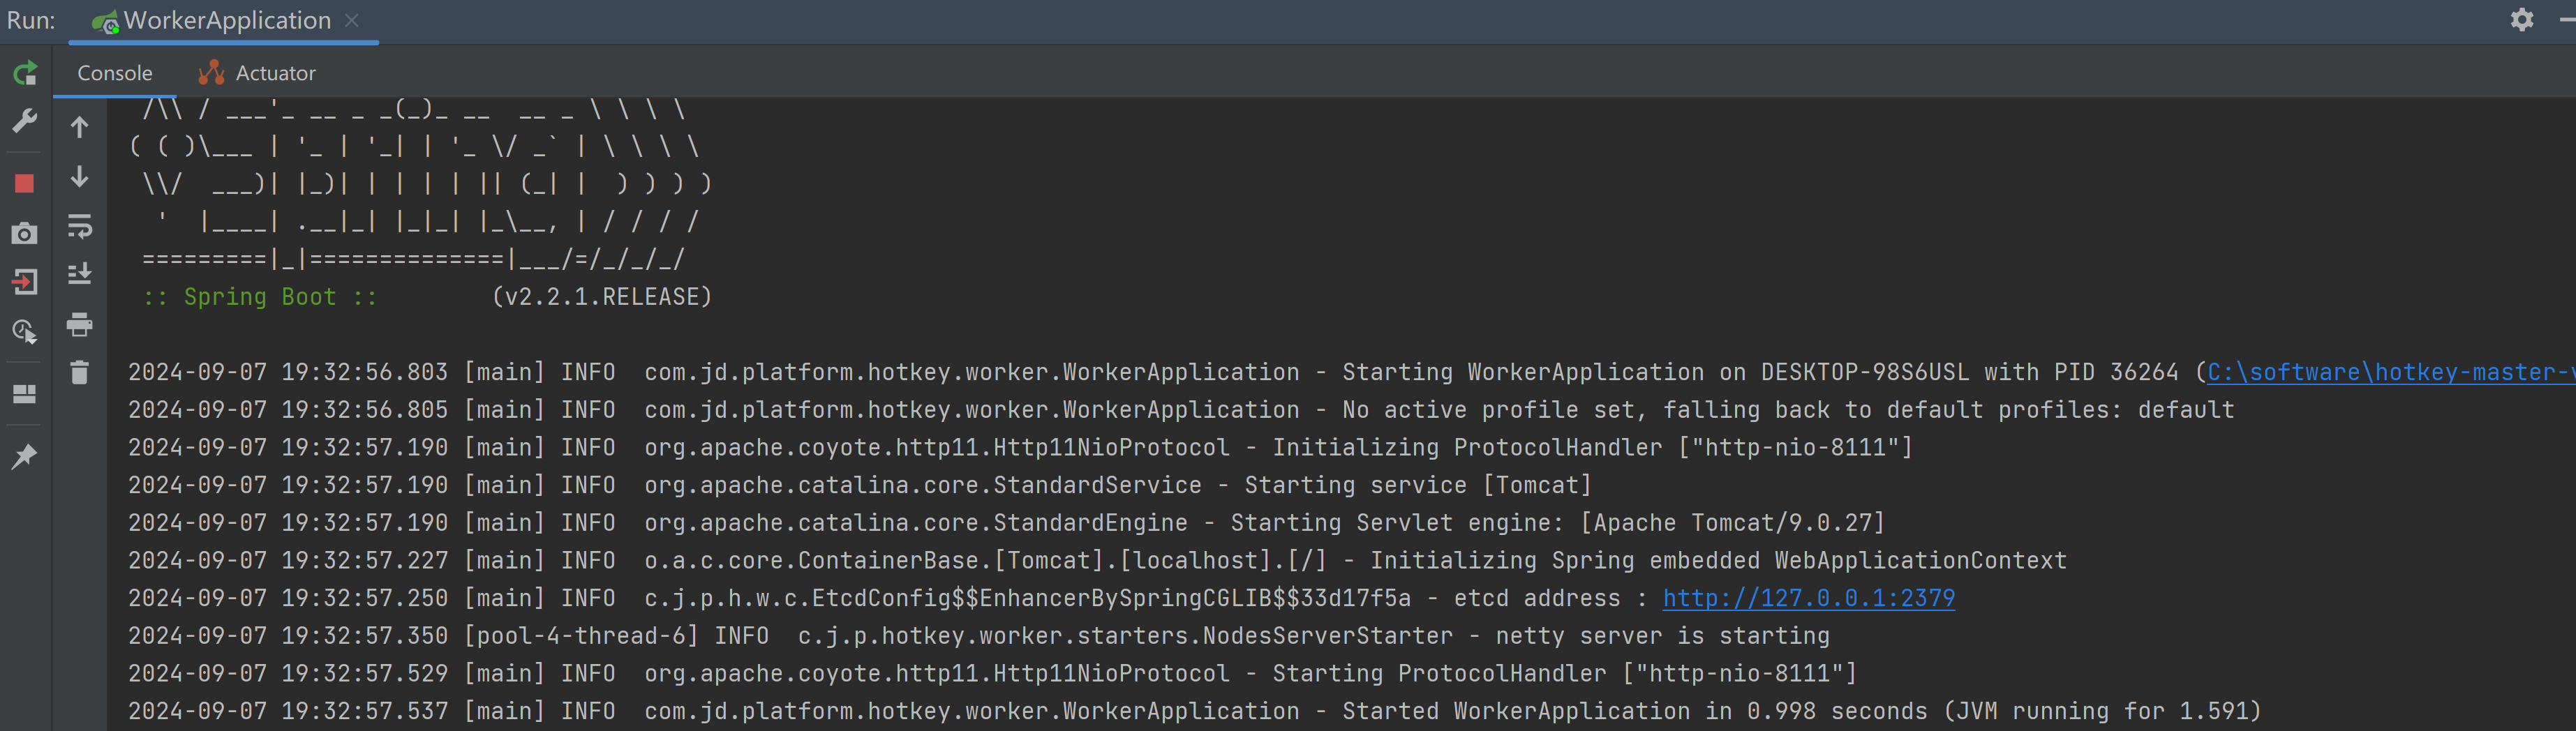 Run: WorkerApplication
Console Actuator
 /\\ / ___'_ __ _ _(_)_ __  __ _ \ \ \ \
( ( )\___ | '_ | '_| | '_ \/ _` | \ \ \ \
 \\/  ___)| |_)| | | | | || (_| |  ) ) ) )
  '  |____| .__|_| |_|_| |_\__, | / / / /
 =========|_|==============|___/=/_/_/_/
 :: Spring Boot ::        (v2.2.1.RELEASE)
2024-09-07 19:32:56.803 [main] INFO  com.jd.platform.hotkey.worker.WorkerApplication - Starting WorkerApplication on DESKTOP-98S6USL with PID 36264 (C:\software\hotkey-master-
2024-09-07 19:32:56.805 [main] INFO  com.jd.platform.hotkey.worker.WorkerApplication - No active profile set, falling back to default profiles: default
2024-09-07 19:32:57.190 [main] INFO  org.apache.coyote.http11.Http11NioProtocol - Initializing ProtocolHandler ["http-nio-8111"]
2024-09-07 19:32:57.190 [main] INFO  org.apache.catalina.core.StandardService - Starting service [Tomcat]
2024-09-07 19:32:57.190 [main] INFO  org.apache.catalina.core.StandardEngine - Starting Servlet engine: [Apache Tomcat/9.0.27]
2024-09-07 19:32:57.227 [main] INFO  o.a.c.core.ContainerBase.[Tomcat].[localhost].[/] - Initializing Spring embedded WebApplicationContext
2024-09-07 19:32:57.250 [main] INFO  c.j.p.h.w.c.EtcdConfig$$EnhancerBySpringCGLIB$$33d17f5a - etcd address : http://127.0.0.1:2379
2024-09-07 19:32:57.350 [pool-4-thread-6] INFO  c.j.p.hotkey.worker.starters.NodesServerStarter - netty server is starting
2024-09-07 19:32:57.529 [main] INFO  org.apache.coyote.http11.Http11NioProtocol - Starting ProtocolHandler ["http-nio-8111"]
2024-09-07 19:32:57.537 [main] INFO  com.jd.platform.hotkey.worker.WorkerApplication - Started WorkerApplication in 0.998 seconds (JVM running for 1.591)